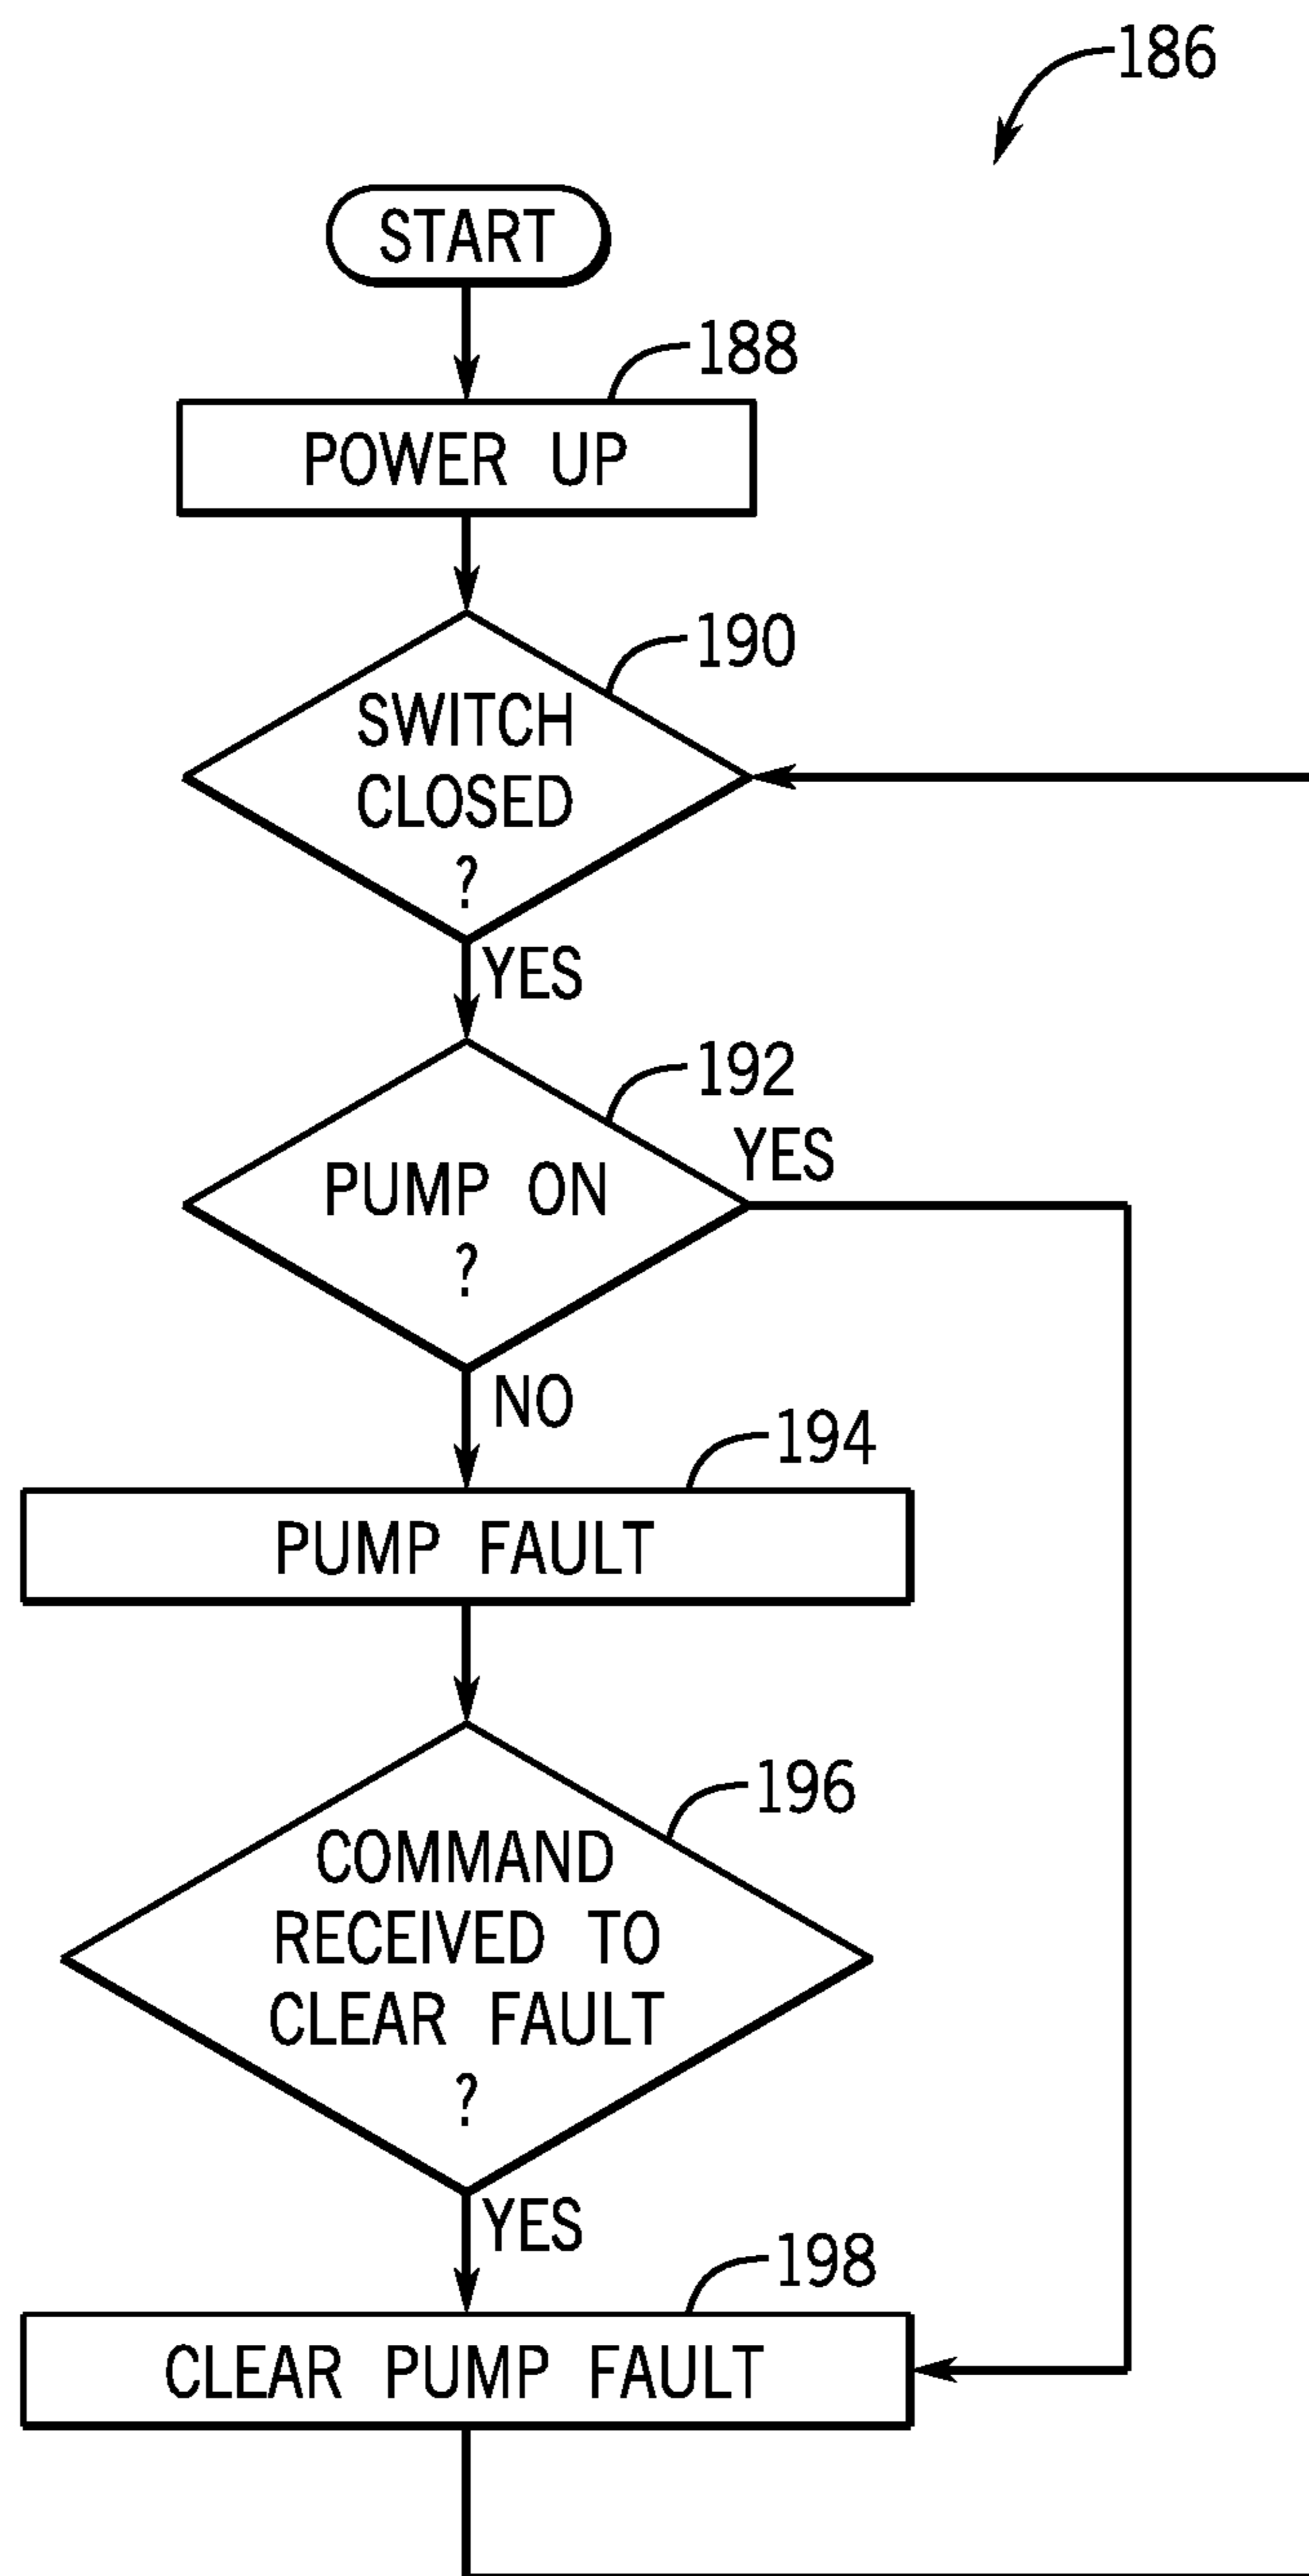 186
START
188
POWER UP
190
SWITCH
CLOSED
?
YES
192
YES
PUMP ON
?
NO
194
PUMP FAULT
196
COMMAND
RECEIVED TO
CLEAR FAULT
?
YES
198
CLEAR PUMP FAULT